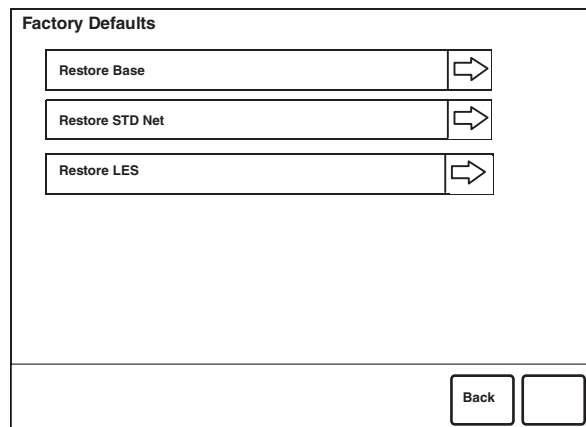 Factory Defaults
Restore Base
Restore STD Net
Restore LES
Back